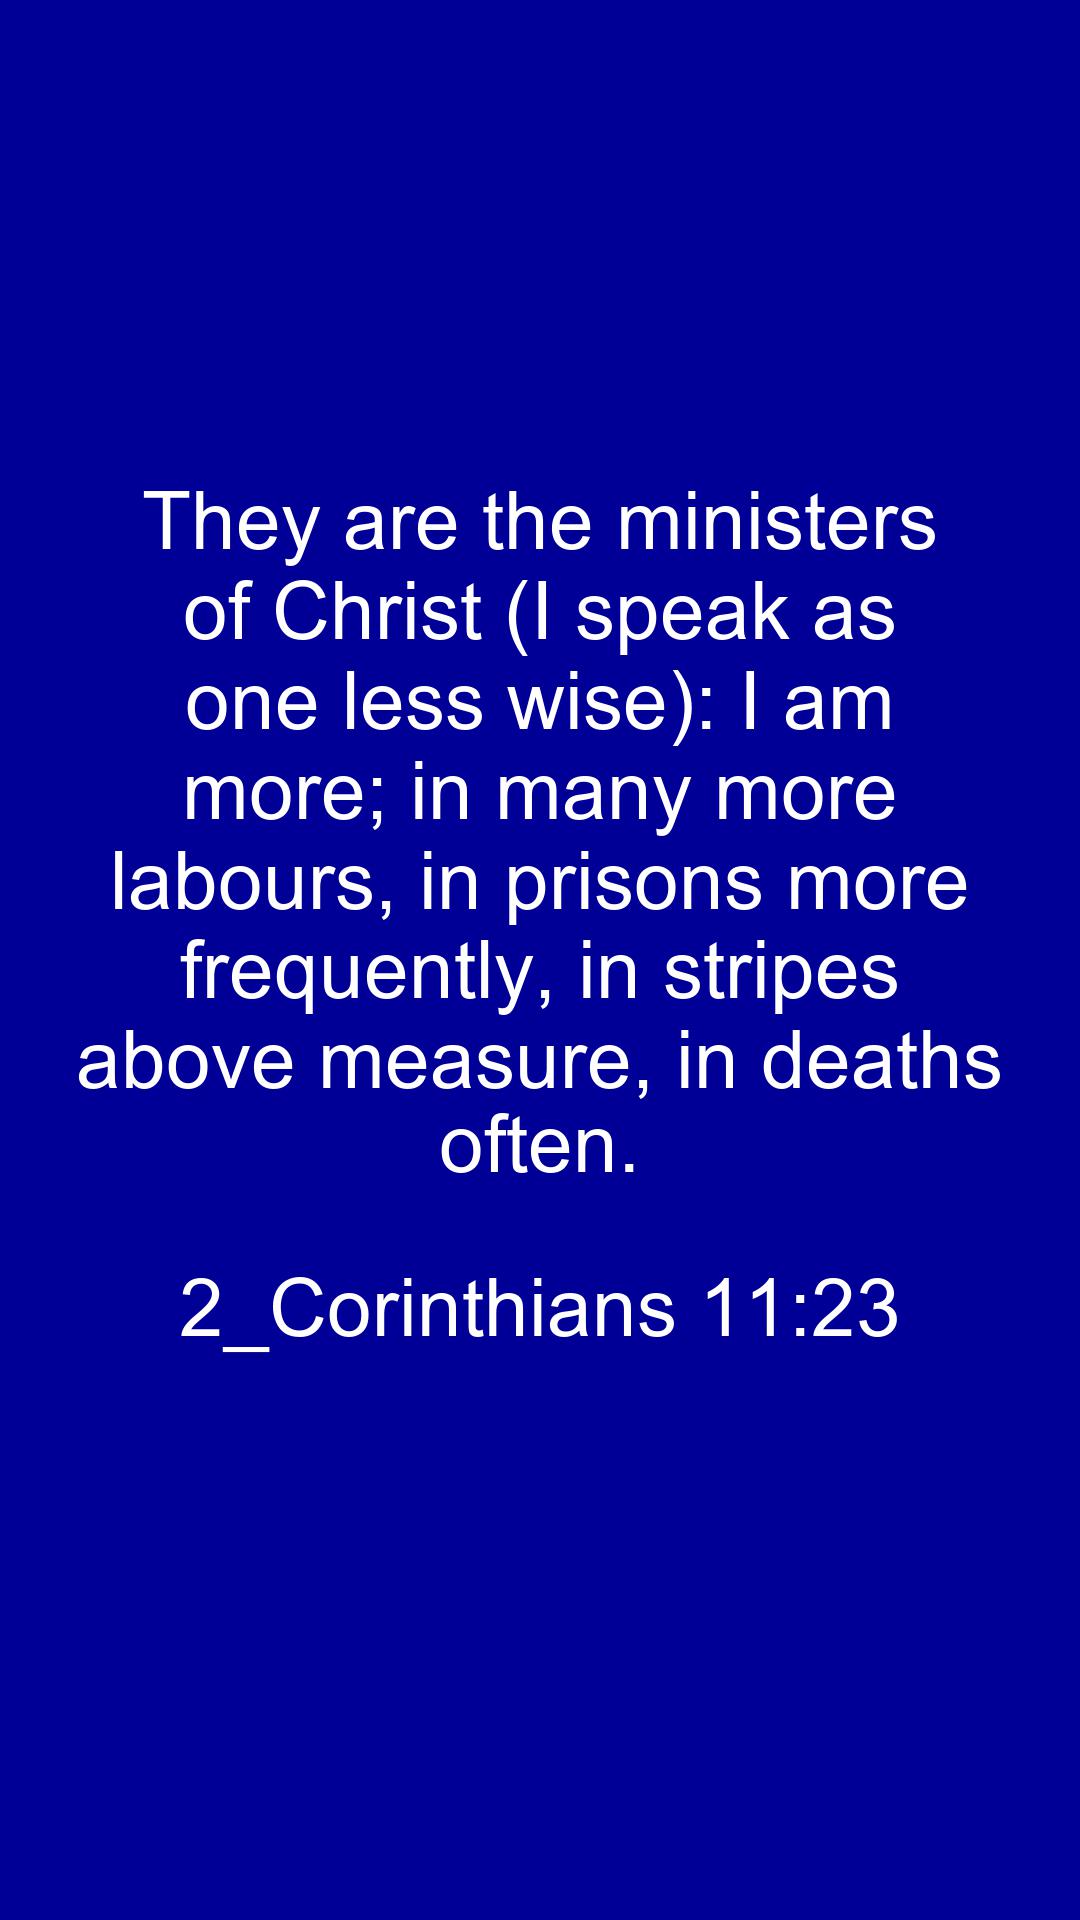 They are the ministers
of Christ (I speak as
one less wise): I am
more; in many more
labours, in prisons more
frequently, in stripes
above measure, in deaths
often.
2_Corinthians 11:23